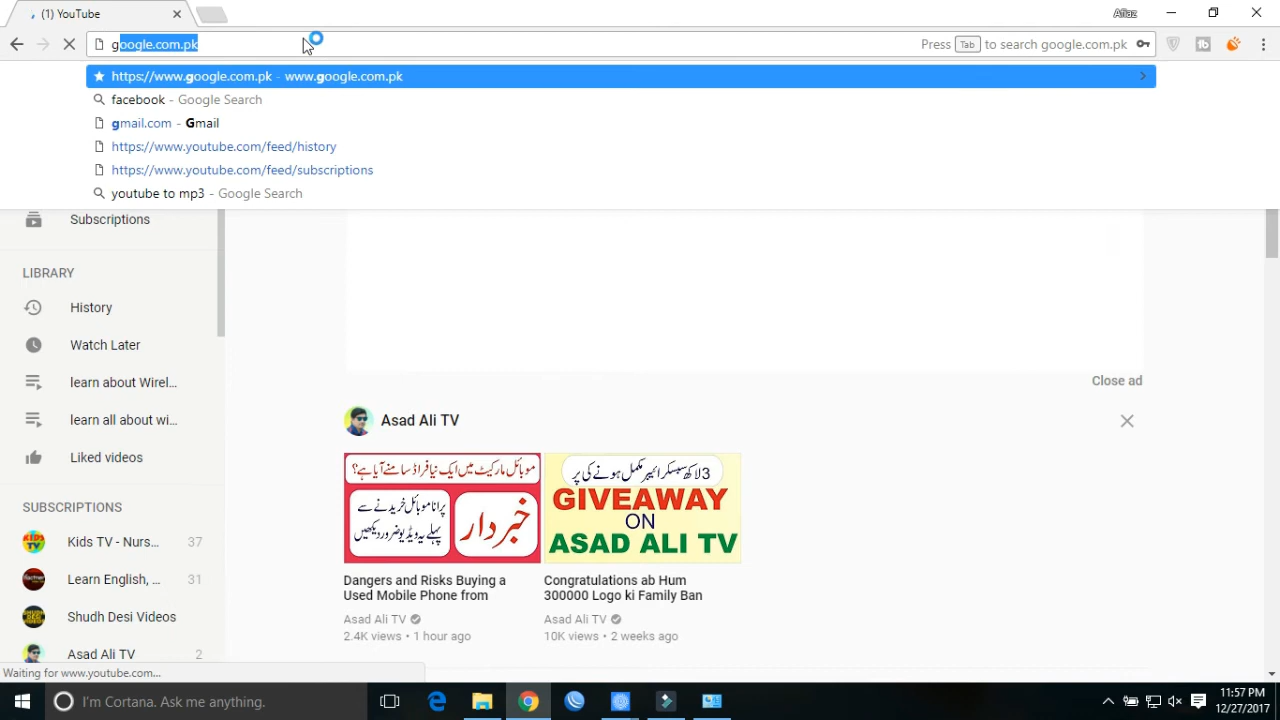 (1) YouTube
Afiaz
google.com.pk
Press Tab to search google.com.pk
https://www.google.com.pk - www.google.com.pk
facebook - Google Search
gmail.com - Gmail
https://www.youtube.com/feed/history
https://www.youtube.com/feed/subscriptions
youtube to mp3 - Google Search
Subscriptions
LIBRARY
History
Watch Later
learn about Wirel...
learn all about wi...
Liked videos
SUBSCRIPTIONS
Kids TV - Nurs... 37
Learn English, ... 31
Shudh Desi Videos
Asad Ali TV 2
Close ad
Asad Ali TV
موبائل مارکیٹ میں ایک نیا فراڈ سامنے آیا ہے؟
پرانا موبائل خریدنے سے
پہلے یہ ویڈیو ضرور دیکھیں
خبردار
3 لاکھ سبسکرائیبر مکمل ہونے کی پر
GIVEAWAY
ON
ASAD ALI TV
Dangers and Risks Buying a
Used Mobile Phone from
Asad Ali TV
2.4K views • 1 hour ago
Congratulations ab Hum
300000 Logo ki Family Ban
Asad Ali TV
10K views • 2 weeks ago
Waiting for www.youtube.com...
I'm Cortana. Ask me anything.
11:57 PM
12/27/2017